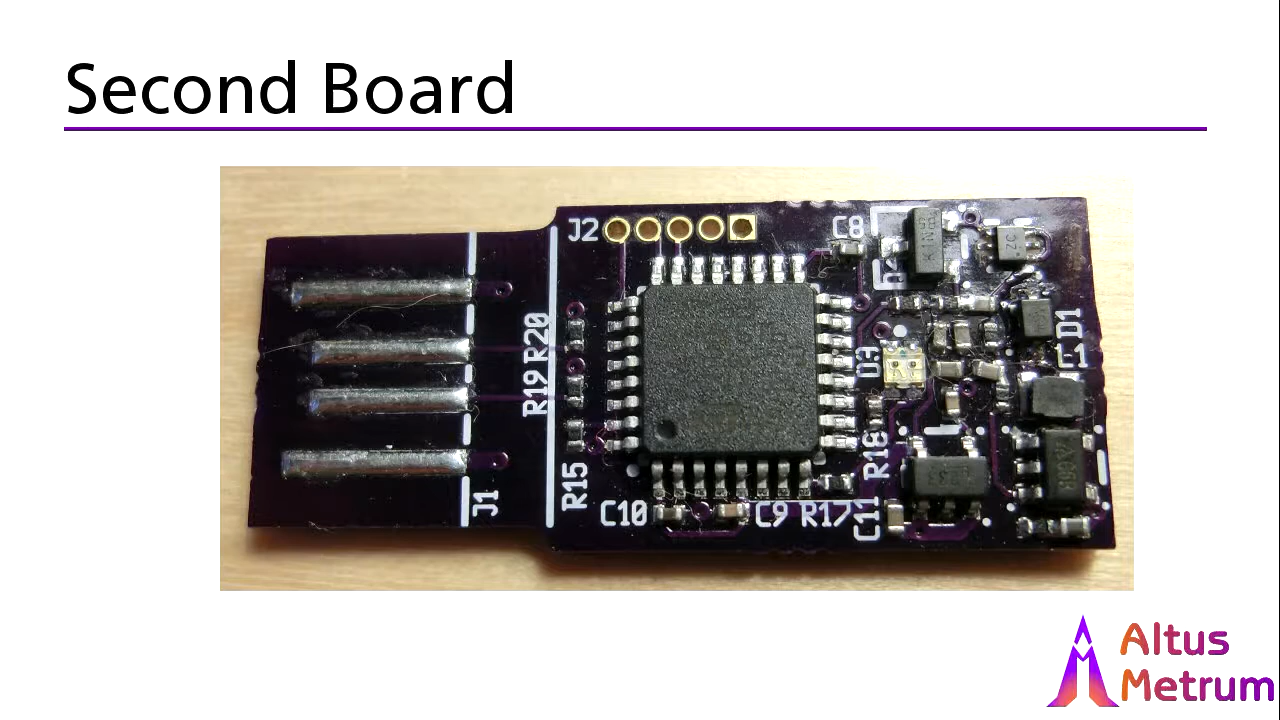 Second Board
J2
C8
D1
D3
R20
R19
R18
R15
J1
C10
C9
R17
C11
Altus
Metrum